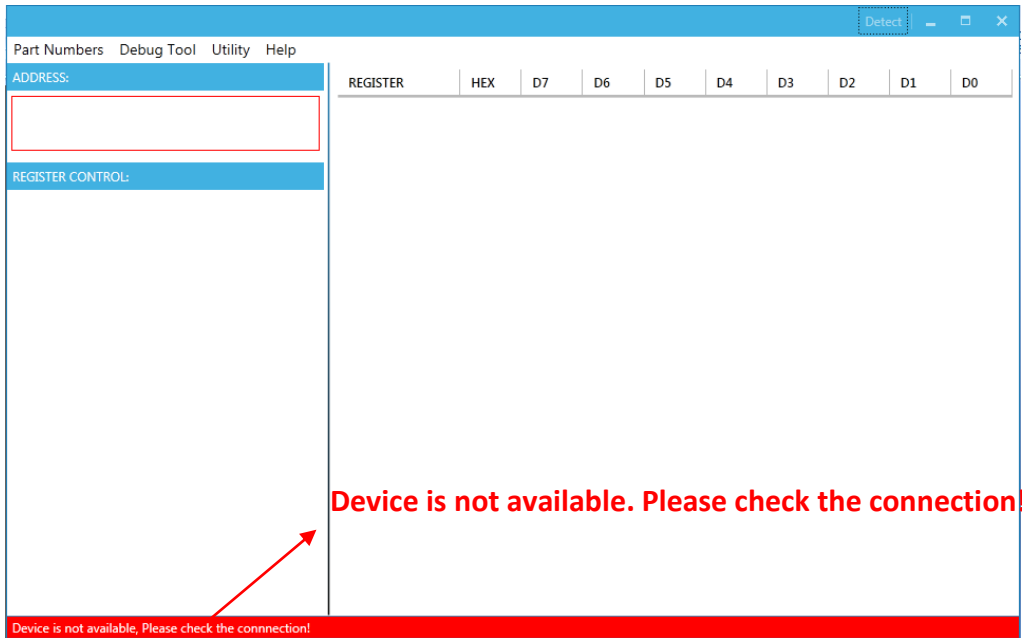 Detect
Part Numbers Debug Tool Utility Help
ADDRESS:
REGISTER HEX D7 D6 D5 D4 D3 D2 D1 D0
REGISTER CONTROL:
Device is not available. Please check the connection!
Device is not available, Please check the connnection!